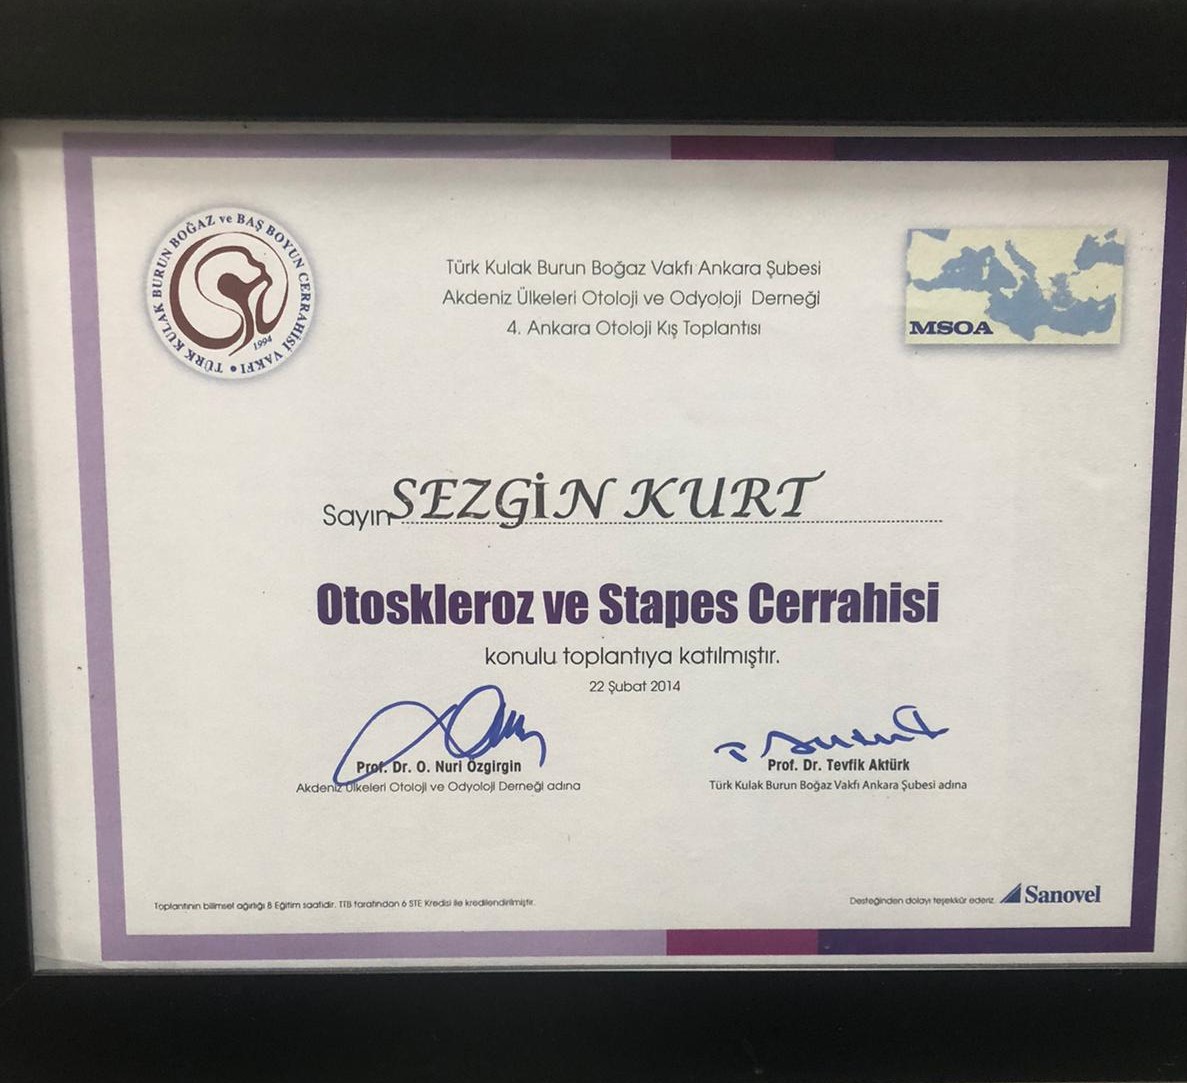 TÜRK KULAK BURUN BOĞAZ ve BAŞ BOYUN CERRAHİSİ VAKFI •
1994
Türk Kulak Burun Boğaz Vakfı Ankara Şubesi
Akdeniz Ülkeleri Otoloji ve Odyoloji Derneği
4. Ankara Otoloji Kış Toplantısı
MSOA
Sayın SEZGİN KURT
Otoskleroz ve Stapes Cerrahisi
konulu toplantıya katılmıştır.
22 Şubat 2014
Prof. Dr. O. Nuri Özgirgin
Akdeniz Ülkeleri Otoloji ve Odyoloji Derneği adına
Prof. Dr. Tevfik Aktürk
Türk Kulak Burun Boğaz Vakfı Ankara Şubesi adına
Toplantının bilimsel ağırlığı 8 Eğitim saatidir. TTB tarafından 6 STE Kredisi ile kredilendirilmiştir.
Desteğinden dolayı teşekkür ederiz. Sanovel